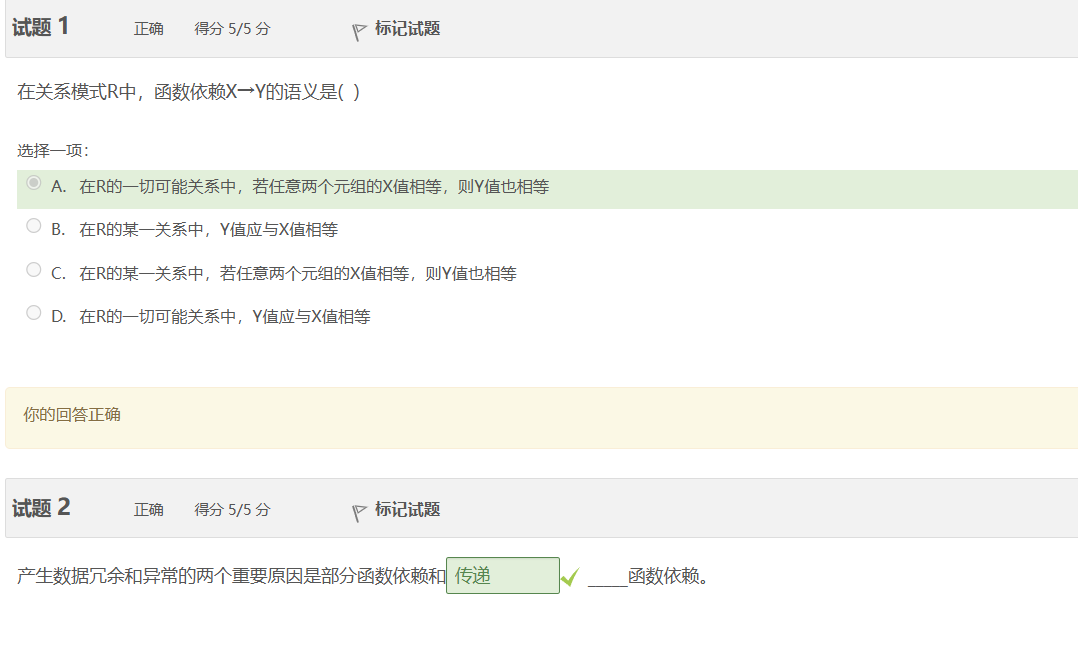 试题 1 正确 得分 5/5 分 标记试题
在关系模式R中，函数依赖X→Y的语义是( )
选择一项：
A. 在R的一切可能关系中，若任意两个元组的X值相等，则Y值也相等
B. 在R的某一关系中，Y值应与X值相等
C. 在R的某一关系中，若任意两个元组的X值相等，则Y值也相等
D. 在R的一切可能关系中，Y值应与X值相等
你的回答正确
试题 2 正确 得分 5/5 分 标记试题
产生数据冗余和异常的两个重要原因是部分函数依赖和 传递 _____函数依赖。